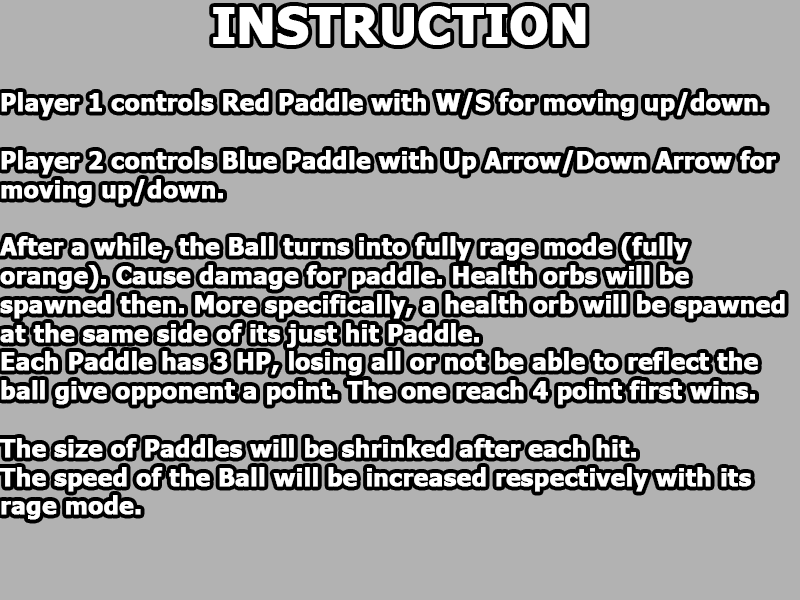 INSTRUCTION
Player 1 controls Red Paddle with W/S for moving up/down.
Player 2 controls Blue Paddle with Up Arrow/Down Arrow for
moving up/down.
After a while, the Ball turns into fully rage mode (fully
orange). Cause damage for paddle. Health orbs will be
spawned then. More specifically, a health orb will be spawned
at the same side of its just hit Paddle.
Each Paddle has 3 HP, losing all or not be able to reflect the
ball give opponent a point. The one reach 4 point first wins.
The size of Paddles will be shrinked after each hit.
The speed of the Ball will be increased respectively with its
rage mode.